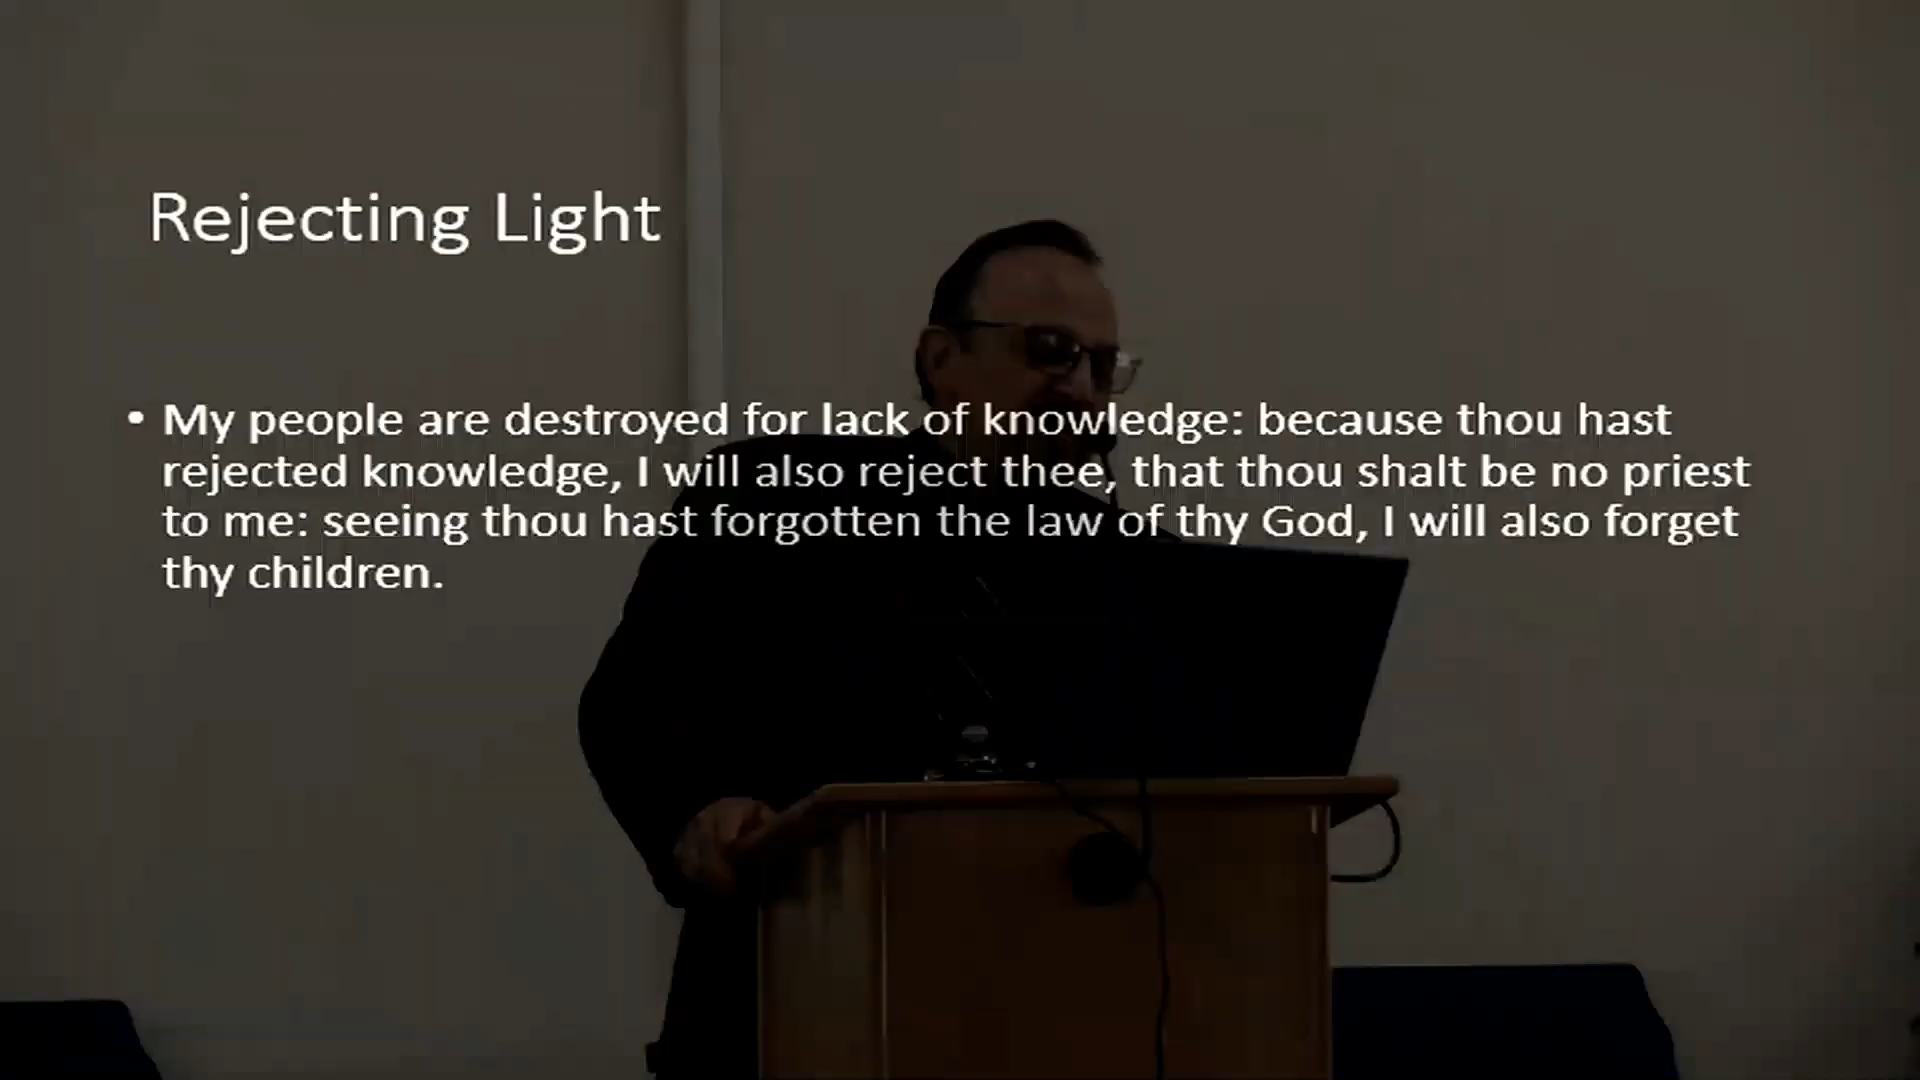 Rejecting Light
• My people are destroyed for lack of knowledge: because thou hast
rejected knowledge, I will also reject thee, that thou shalt be no priest
to me: seeing thou hast forgotten the law of thy God, I will also forget
thy children.